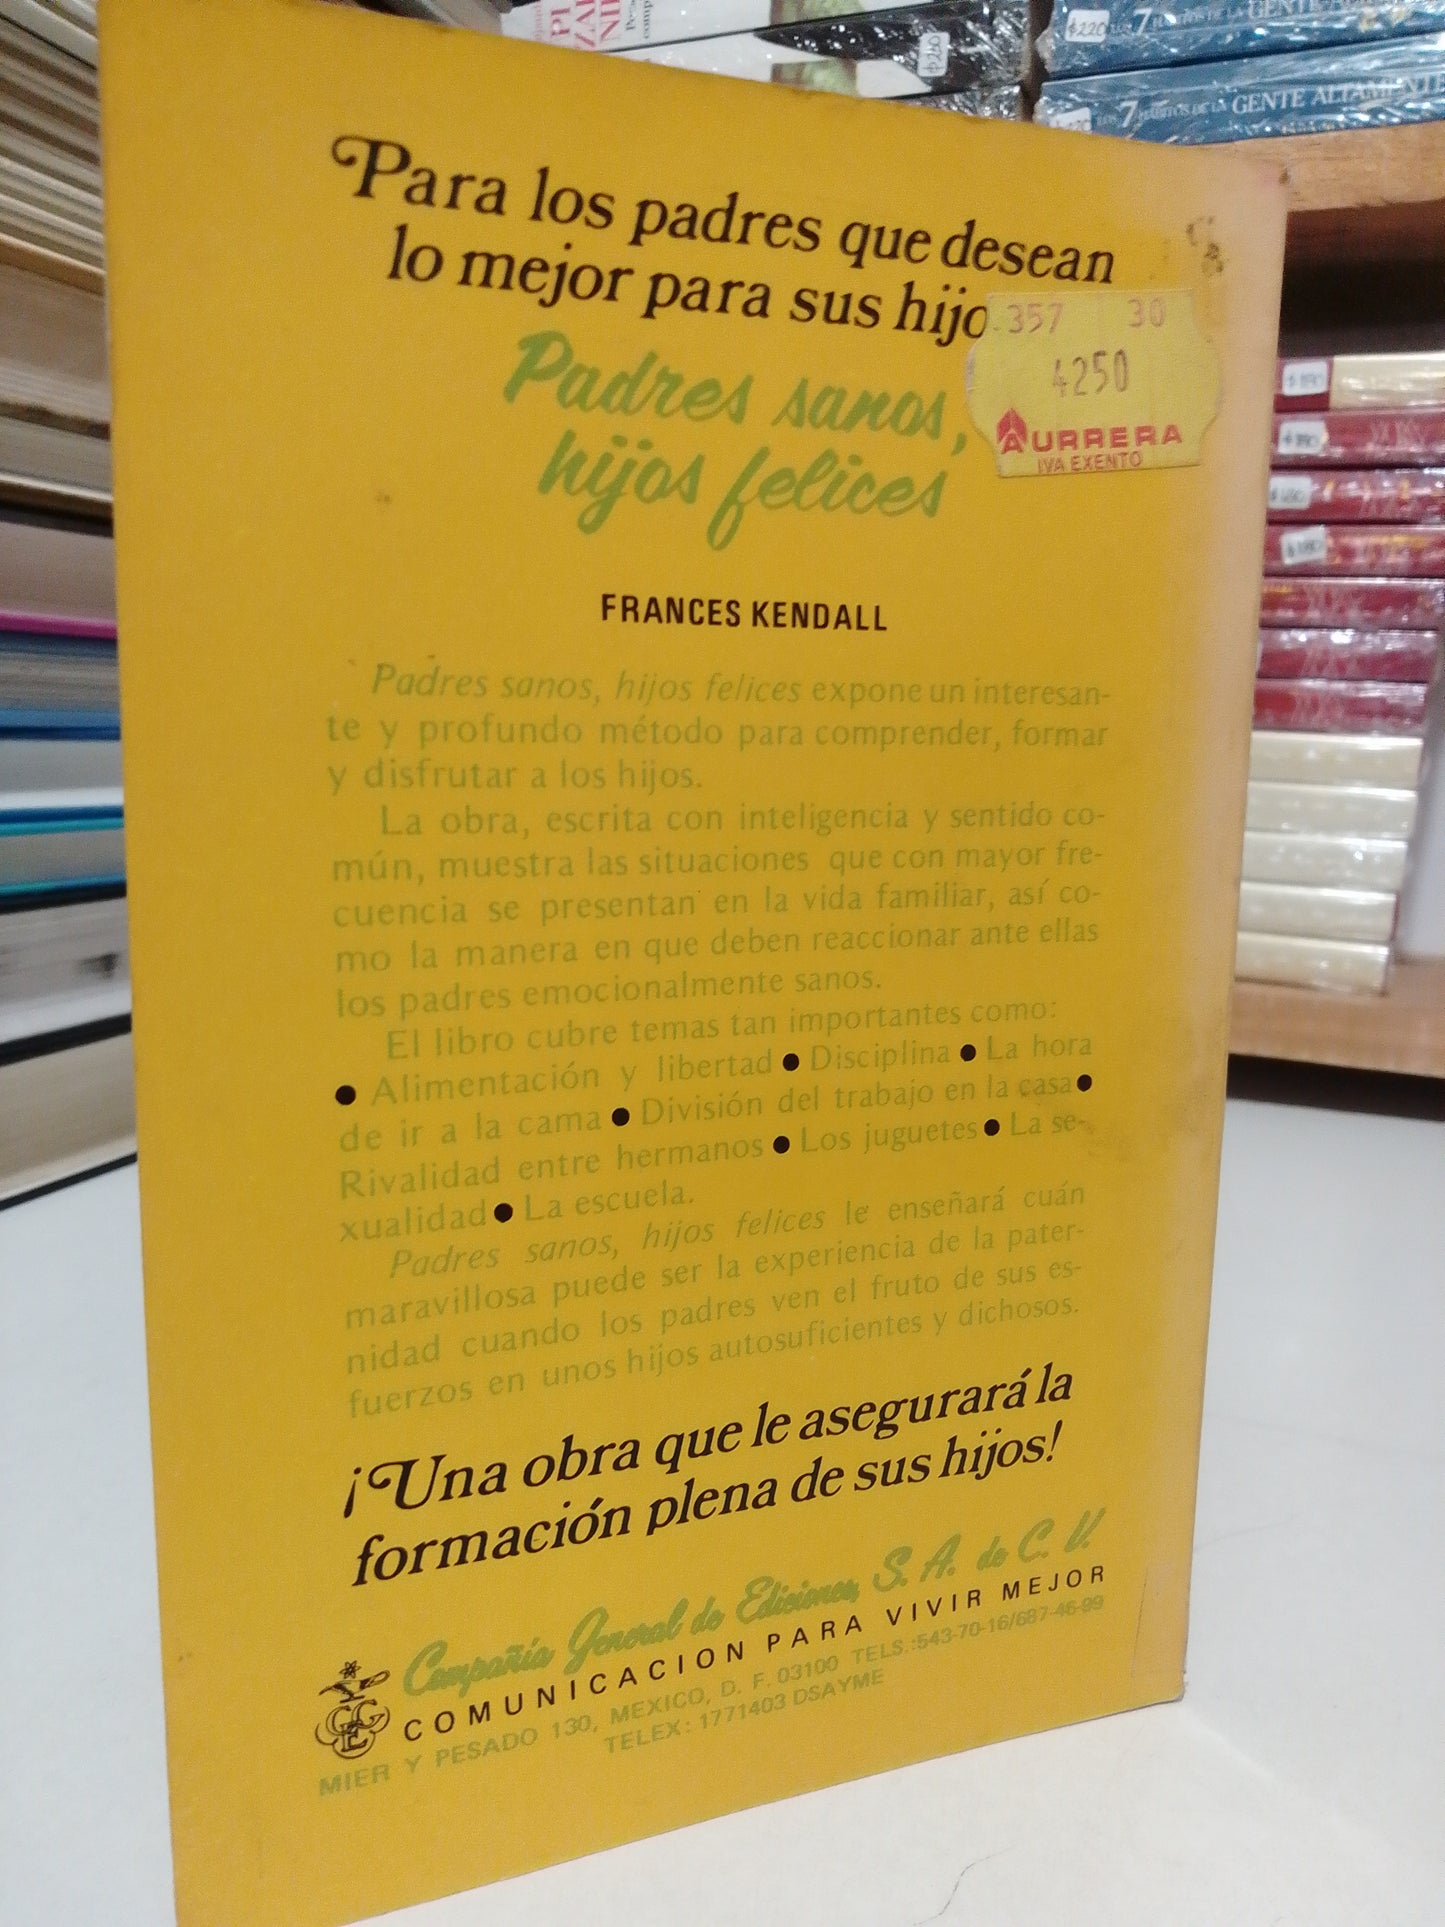 Para los padres que desean
lo mejor para sus hijo
.357 30
4250
AURRERA
IVA EXENTO
Padres sanos,
hijos felices
FRANCES KENDALL
Padres sanos, hijos felices expone un interesan-
te y profundo método para comprender, formar
y disfrutar a los hijos.
La obra, escrita con inteligencia y sentido co-
mún, muestra las situaciones que con mayor fre-
cuencia se presentan en la vida familiar, así co-
mo la manera en que deben reaccionar ante ellas
los padres emocionalmente sanos.
El libro cubre temas tan importantes como:
● Alimentación y libertad ● Disciplina ● La hora
de ir a la cama ● División del trabajo en la casa ●
Rivalidad entre hermanos ● Los juguetes ● La se-
xualidad ● La escuela.
Padres sanos, hijos felices le enseñará cuán
maravillosa puede ser la experiencia de la pater-
nidad cuando los padres ven el fruto de sus es-
fuerzos en unos hijos autosuficientes y dichosos.
¡Una obra que le asegurará la
formación plena de sus hijos!
Compañía General de Ediciones, S. A. de C. V.
COMUNICACION PARA VIVIR MEJOR
MIER Y PESADO 130, MEXICO, D. F. 03100 TELS.:543-70-16/687-46-99
TELEX: 1771403 DSAYME
$220
LOS 7 HÁBITOS DE LA GENTE ALTAMENTE